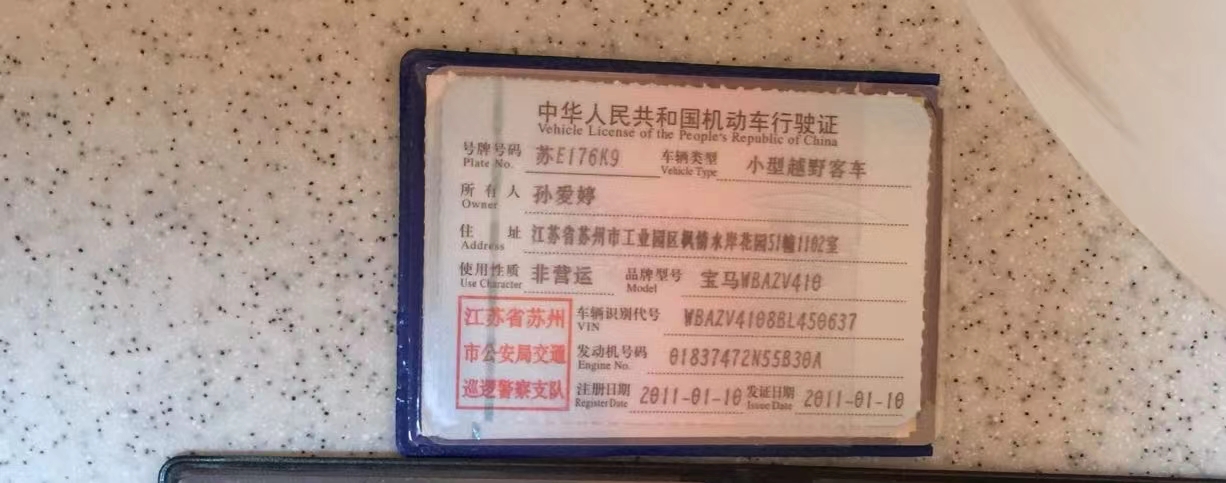 中华人民共和国机动车行驶证
Vehicle License of the People's Republic of China
号牌号码 苏E176K9 车辆类型 小型越野客车
Plate No. Vehicle Type
所有人 孙爱婷
Owner
住址 江苏省苏州市工业园区枫情水岸花园51幢1102室
Address
使用性质 非营运 品牌型号 宝马WBAZV410
Use Character Model
江苏省苏州 车辆识别代号 WBAZV4108BL450637
VIN
市公安局交通 发动机号码 01837472N55B30A
Engine No.
巡逻警察支队 注册日期 2011-01-10 发证日期 2011-01-10
Register Date Issue Date